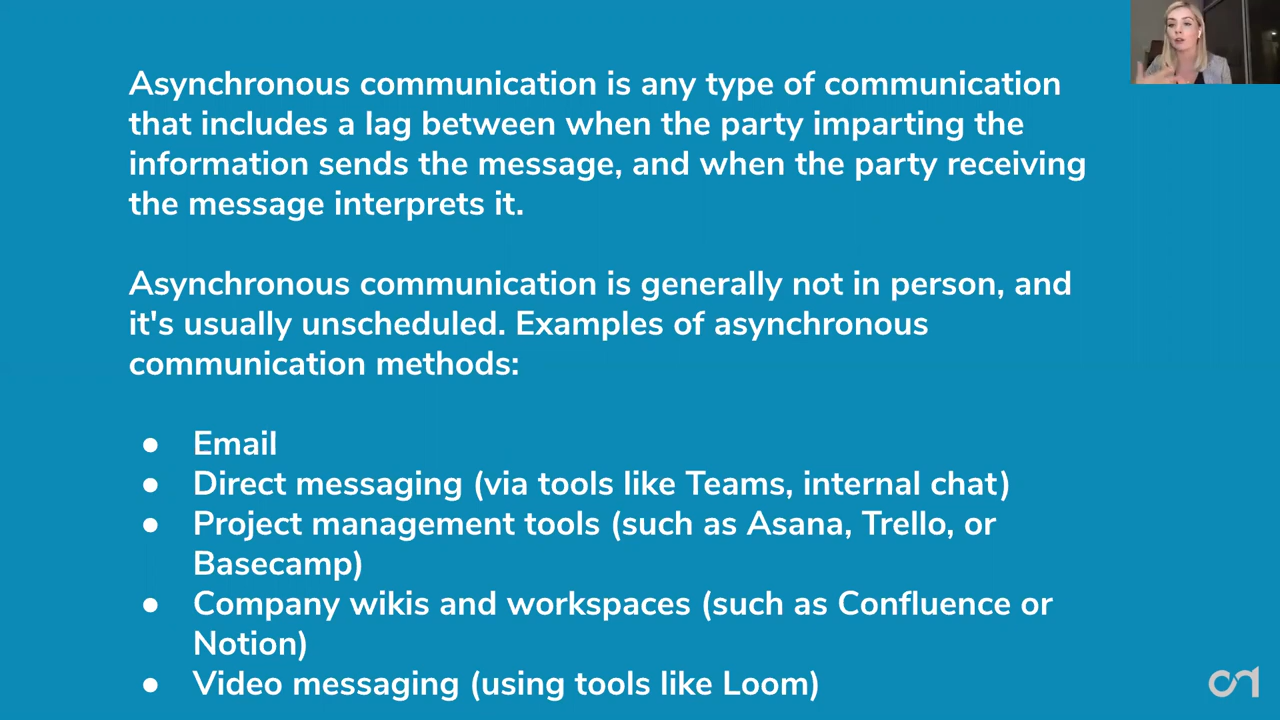 Asynchronous communication is any type of communication
that includes a lag between when the party imparting the
information sends the message, and when the party receiving
the message interprets it.
Asynchronous communication is generally not in person, and
it's usually unscheduled. Examples of asynchronous
communication methods:
● Email
● Direct messaging (via tools like Teams, internal chat)
● Project management tools (such as Asana, Trello, or
Basecamp)
● Company wikis and workspaces (such as Confluence or
Notion)
● Video messaging (using tools like Loom)